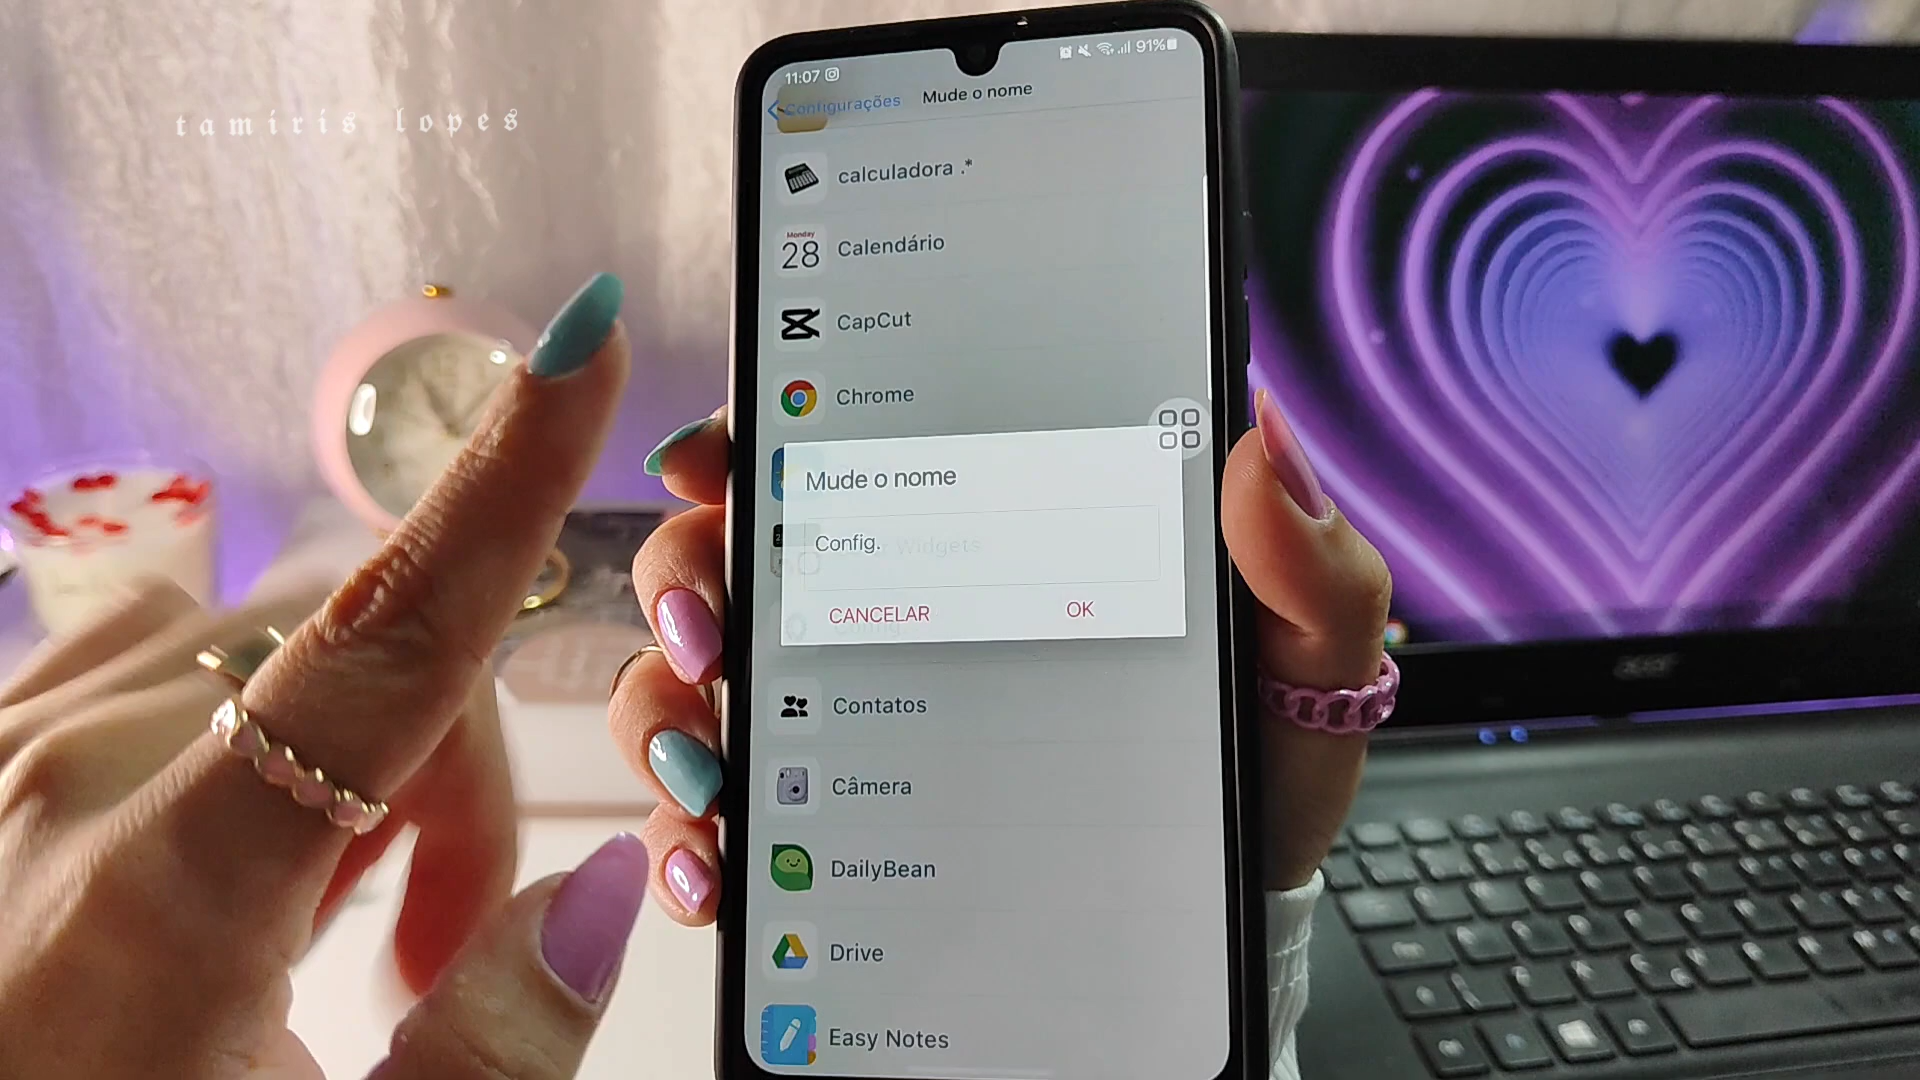 tamiris lopes
11:07
91%
Configurações
Mude o nome
calculadora .*
Monday
28
Calendário
CapCut
Chrome
Mude o nome
Config.
Widgets
CANCELAR
OK
Contatos
Câmera
DailyBean
Drive
Easy Notes
acer